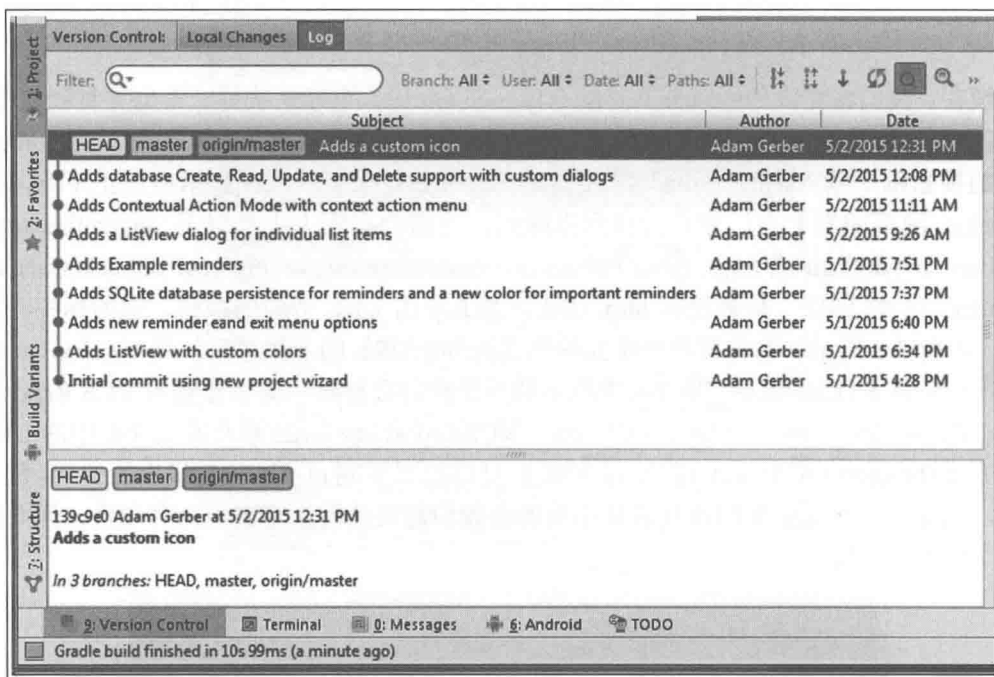 Version Control: Local Changes Log
Filter: Branch: All User: All Date: All Paths: All »
Subject Author Date
HEAD master origin/master Adds a custom icon Adam Gerber 5/2/2015 12:31 PM
Adds database Create, Read, Update, and Delete support with custom dialogs Adam Gerber 5/2/2015 12:08 PM
Adds Contextual Action Mode with context action menu Adam Gerber 5/2/2015 11:11 AM
Adds a ListView dialog for individual list items Adam Gerber 5/2/2015 9:26 AM
Adds Example reminders Adam Gerber 5/1/2015 7:51 PM
Adds SQLite database persistence for reminders and a new color for important reminders Adam Gerber 5/1/2015 7:37 PM
Adds new reminder eand exit menu options Adam Gerber 5/1/2015 6:40 PM
Adds ListView with custom colors Adam Gerber 5/1/2015 6:34 PM
Initial commit using new project wizard Adam Gerber 5/1/2015 4:28 PM
HEAD master origin/master
139c9e0 Adam Gerber at 5/2/2015 12:31 PM
Adds a custom icon
In 3 branches: HEAD, master, origin/master
1: Project
2: Favorites
Build Variants
7: Structure
9: Version Control Terminal 0: Messages 6: Android TODO
Gradle build finished in 10s 99ms (a minute ago)